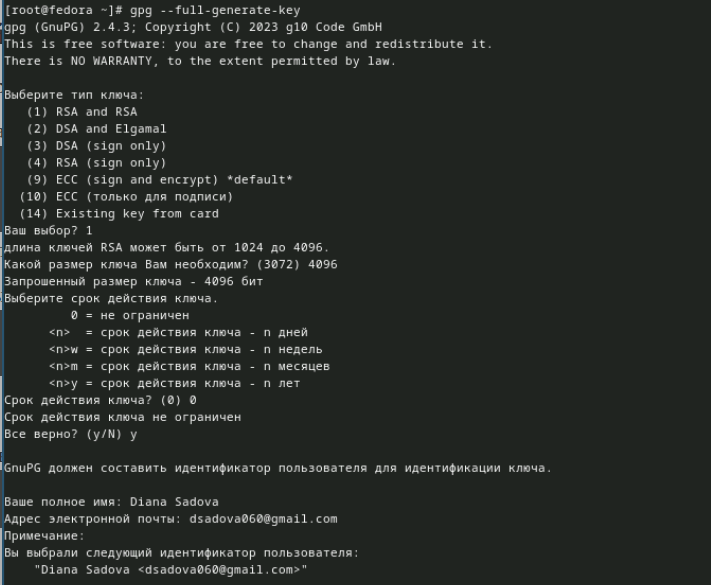 [root@fedora ~]# gpg --full-generate-key
gpg (GnuPG) 2.4.3; Copyright (C) 2023 g10 Code GmbH
This is free software: you are free to change and redistribute it.
There is NO WARRANTY, to the extent permitted by law.

Выберите тип ключа:
   (1) RSA and RSA
   (2) DSA and Elgamal
   (3) DSA (sign only)
   (4) RSA (sign only)
   (9) ECC (sign and encrypt) *default*
  (10) ECC (только для подписи)
  (14) Existing key from card
Ваш выбор? 1
длина ключей RSA может быть от 1024 до 4096.
Какой размер ключа Вам необходим? (3072) 4096
Запрошенный размер ключа - 4096 бит
Выберите срок действия ключа.
         0 = не ограничен
      <n>  = срок действия ключа - n дней
      <n>w = срок действия ключа - n недель
      <n>m = срок действия ключа - n месяцев
      <n>y = срок действия ключа - n лет
Срок действия ключа? (0) 0
Срок действия ключа не ограничен
Все верно? (y/N) y

GnuPG должен составить идентификатор пользователя для идентификации ключа.

Ваше полное имя: Diana Sadova
Адрес электронной почты: dsadova060@gmail.com
Примечание:
Вы выбрали следующий идентификатор пользователя:
    "Diana Sadova <dsadova060@gmail.com>"